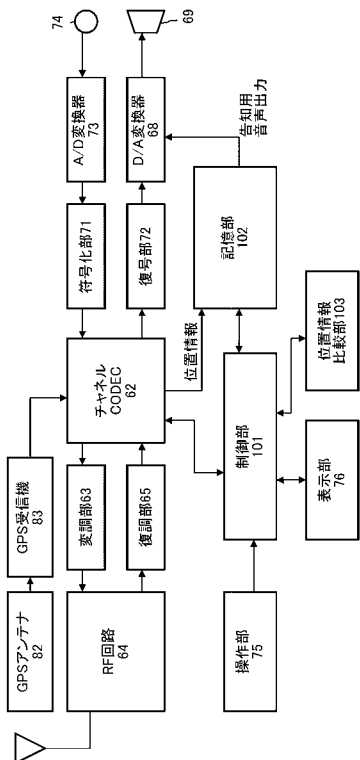 GPSアンテナ
82
GPS受信機
83
RF回路
64
変調部63
復調部65
チャネル
CODEC
62
符号化部71
復号部72
A/D変換器
73
D/A変換器
68
74
69
位置情報
告知用
音声出力
操作部
75
制御部
101
記憶部
102
表示部
76
位置情報
比較部103